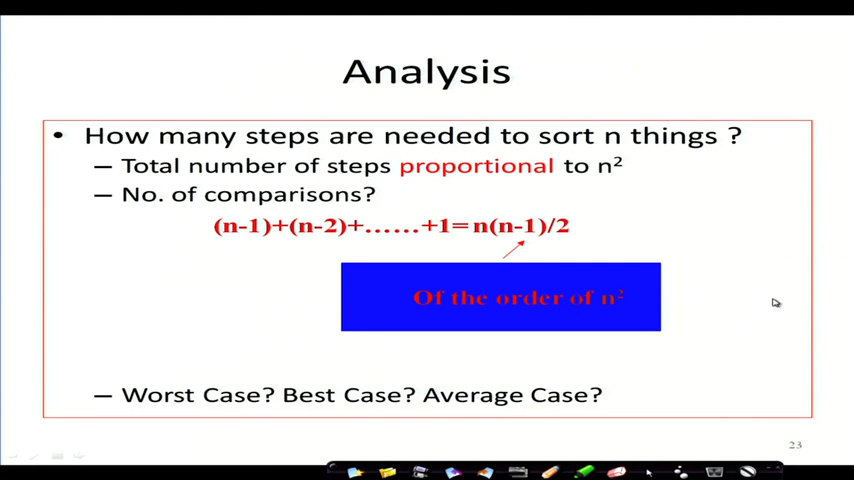 Analysis
• How many steps are needed to sort n things ?
– Total number of steps proportional to n²
– No. of comparisons?
(n-1)+(n-2)+……+1= n(n-1)/2
Of the order of n²
– Worst Case? Best Case? Average Case?
23